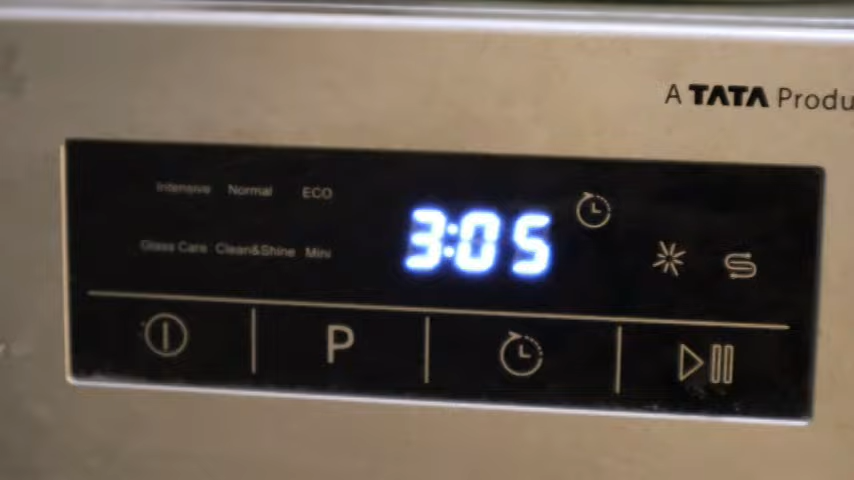 A TATA Produ
Intensive Normal ECO
3:05
Glass Care Clean&Shine Mini
P